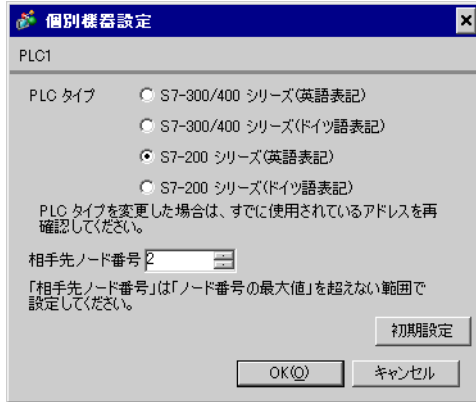 個別機器設定
PLC1
PLC タイプ
S7-300/400 シリーズ(英語表記)
S7-300/400 シリーズ(ドイツ語表記)
S7-200 シリーズ(英語表記)
S7-200 シリーズ(ドイツ語表記)
PLC タイプを変更した場合は、すでに使用されているアドレスを再
確認してください。
相手先ノード番号 2
「相手先ノード番号」は「ノード番号の最大値」を超えない範囲で
設定してください。
初期設定
OK(O) キャンセル